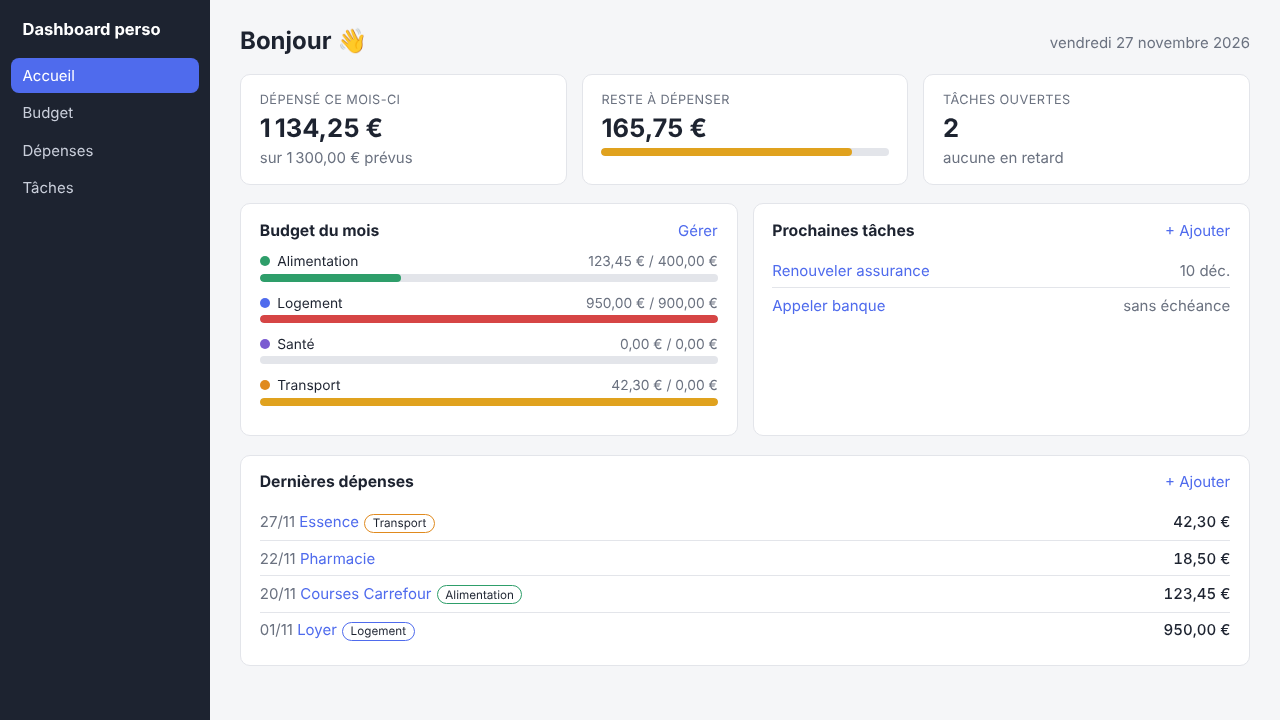 Dashboard perso
Accueil
Budget
Dépenses
Tâches
Bonjour 👋
vendredi 27 novembre 2026
DÉPENSÉ CE MOIS-CI
1 134,25 €
sur 1 300,00 € prévus
RESTE À DÉPENSER
165,75 €
TÂCHES OUVERTES
2
aucune en retard
Budget du mois Gérer
Alimentation 123,45 € / 400,00 €
Logement 950,00 € / 900,00 €
Santé 0,00 € / 0,00 €
Transport 42,30 € / 0,00 €
Prochaines tâches + Ajouter
Renouveler assurance 10 déc.
Appeler banque sans échéance
Dernières dépenses + Ajouter
27/11 Essence Transport 42,30 €
22/11 Pharmacie 18,50 €
20/11 Courses Carrefour Alimentation 123,45 €
01/11 Loyer Logement 950,00 €